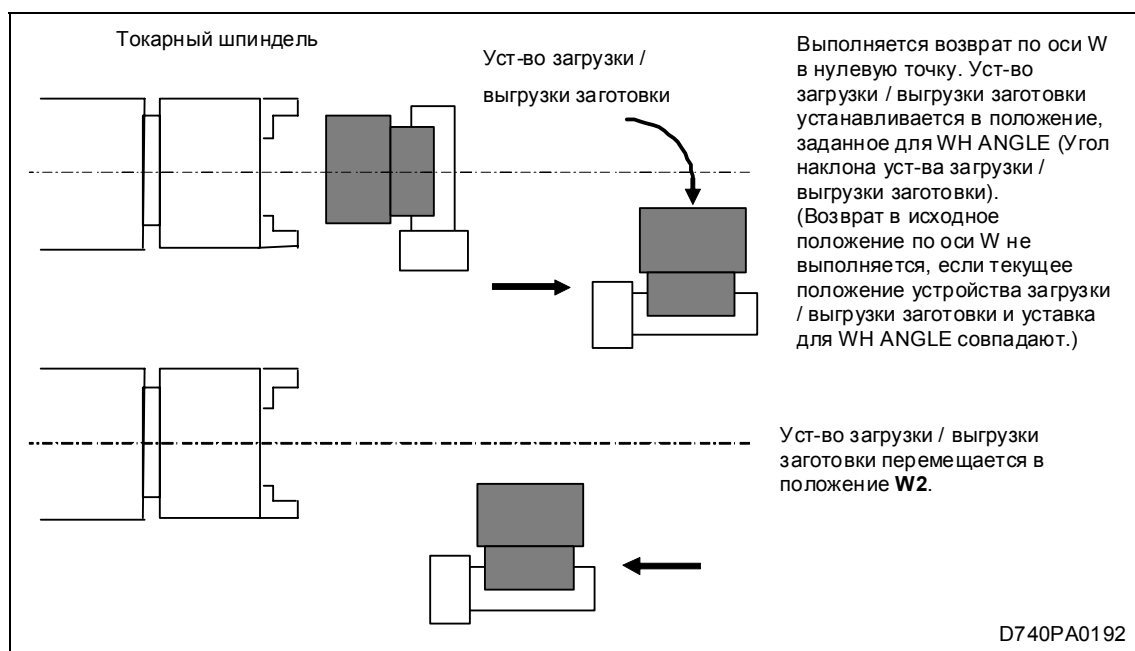 Токарный шпиндель
Уст-во загрузки /
выгрузки заготовки
Выполняется возврат по оси W
в нулевую точку. Уст-во
загрузки / выгрузки заготовки
устанавливается в положение,
заданное для WH ANGLE (Угол
наклона уст-ва загрузки /
выгрузки заготовки).
(Возврат в исходное
положение по оси W не
выполняется, если текущее
положение устройства загрузки
/ выгрузки заготовки и уставка
для WH ANGLE совпадают.)
Уст-во загрузки / выгрузки
заготовки перемещается в
положение W2.
D740PA0192